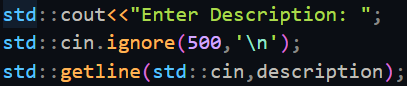 std::cout<<"Enter Description: ";
std::cin.ignore(500,'\n');
std::getline(std::cin,description);